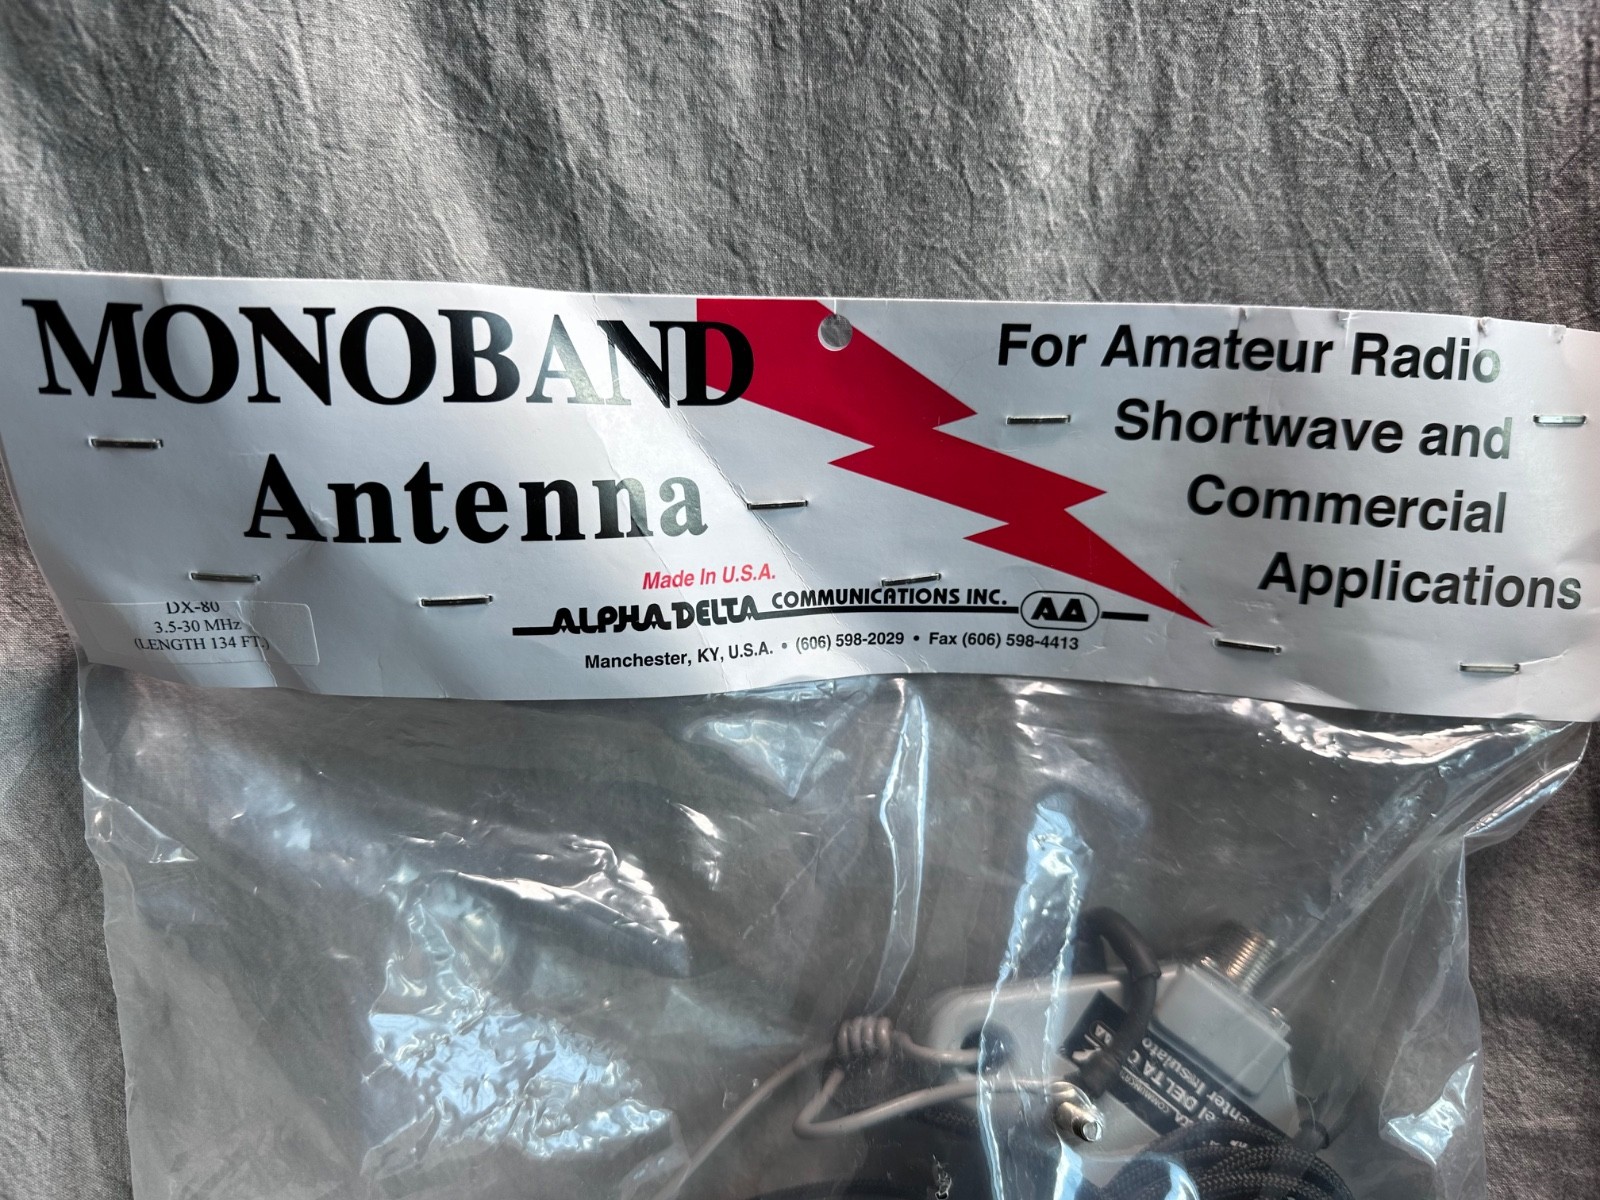 MONOBAND
Antenna
For Amateur Radio
Shortwave and
Commercial
Applications
Made In U.S.A.
ALPHA DELTA COMMUNICATIONS INC.
Manchester, KY, U.S.A. • (606) 598-2029 • Fax (606) 598-4413
DX-80
3.5-30 MHz
(LENGTH 134 FT.)
DELTA